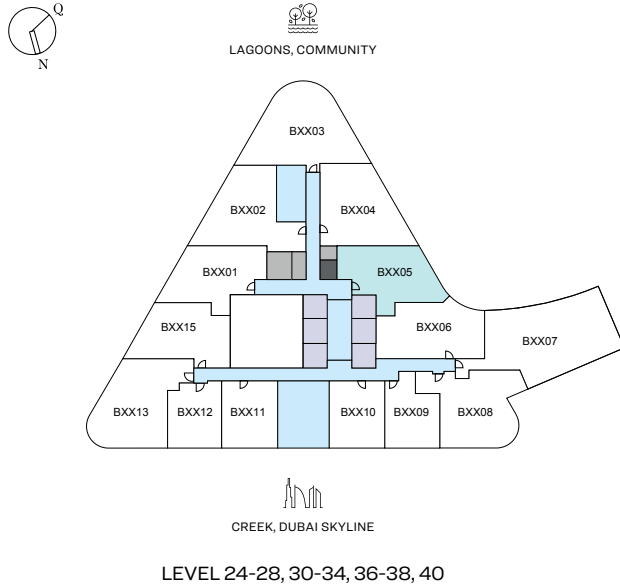 Q
N
LAGOONS, COMMUNITY
BXX03
BXX02
BXX04
BXX01
BXX05
BXX15
BXX06
BXX07
BXX13
BXX12
BXX11
BXX10
BXX09
BXX08
CREEK, DUBAI SKYLINE
LEVEL 24-28, 30-34, 36-38, 40